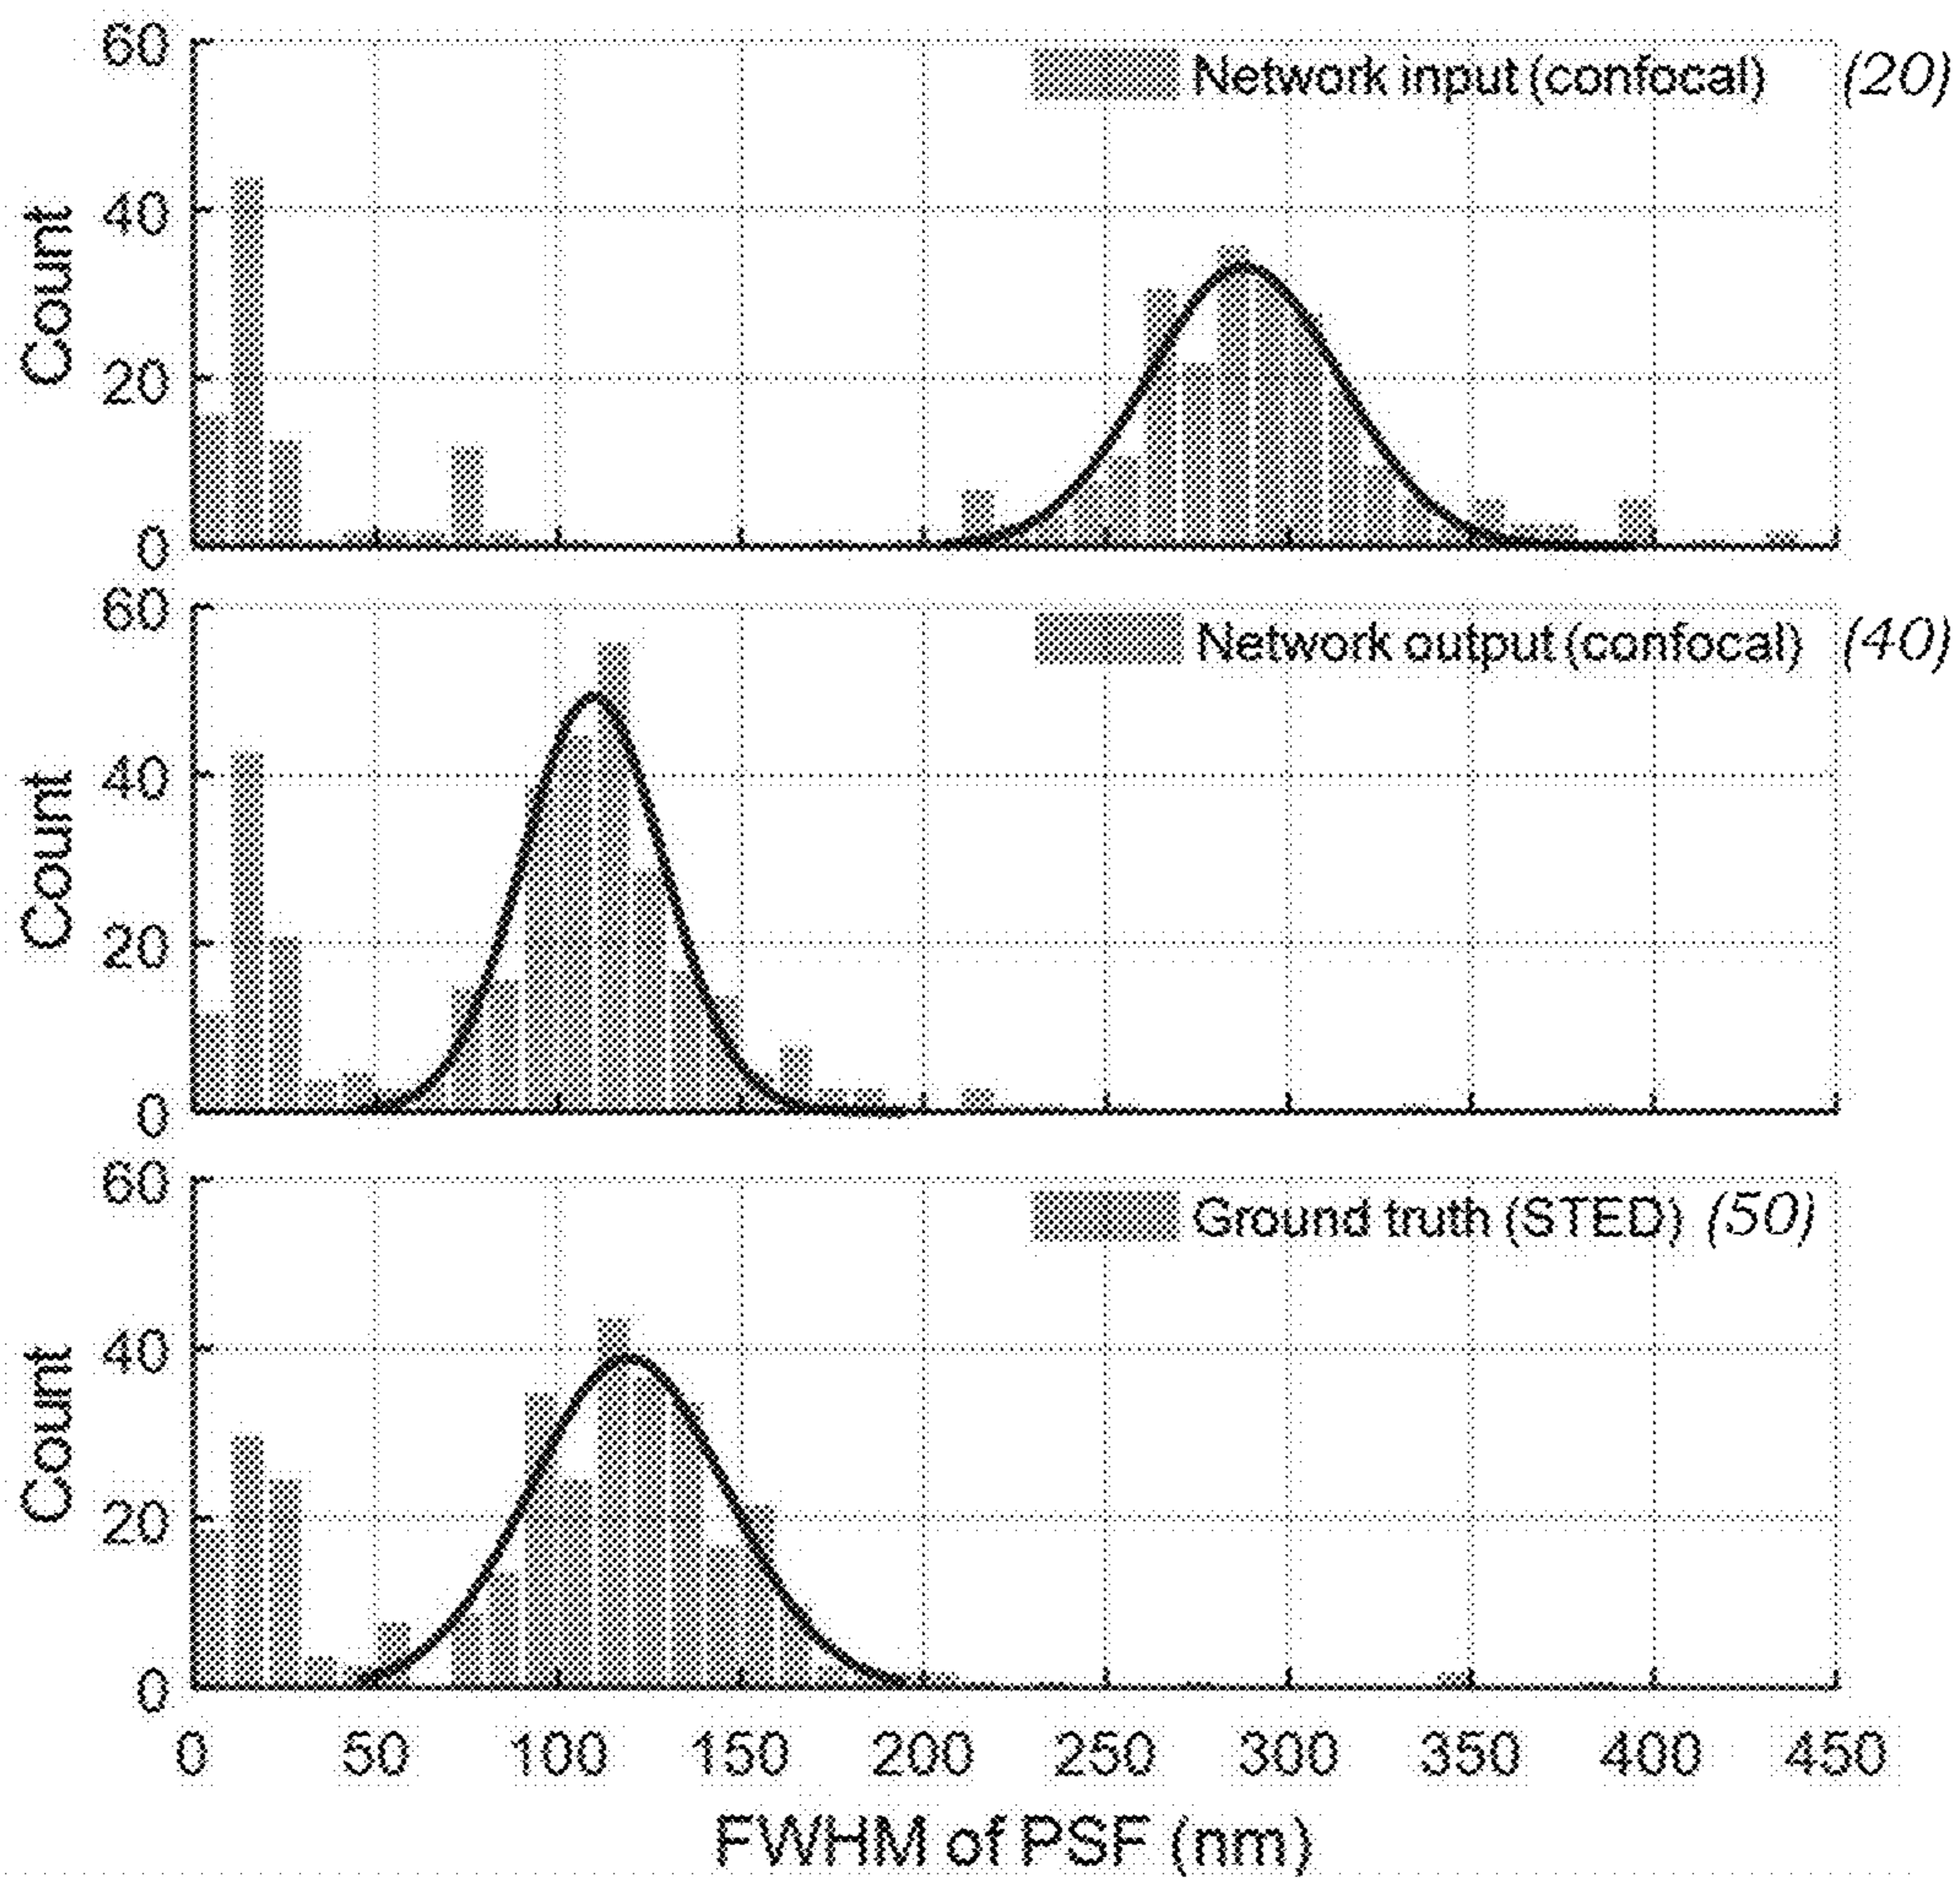 60
Network input (confocal) (20)
40
Count
20
0
60
Network output (confocal) (40)
40
Count
20
0
60
Ground truth (STED) (50)
40
Count
20
0
0 50 100 150 200 250 300 350 400 450
FWHM of PSF (nm)